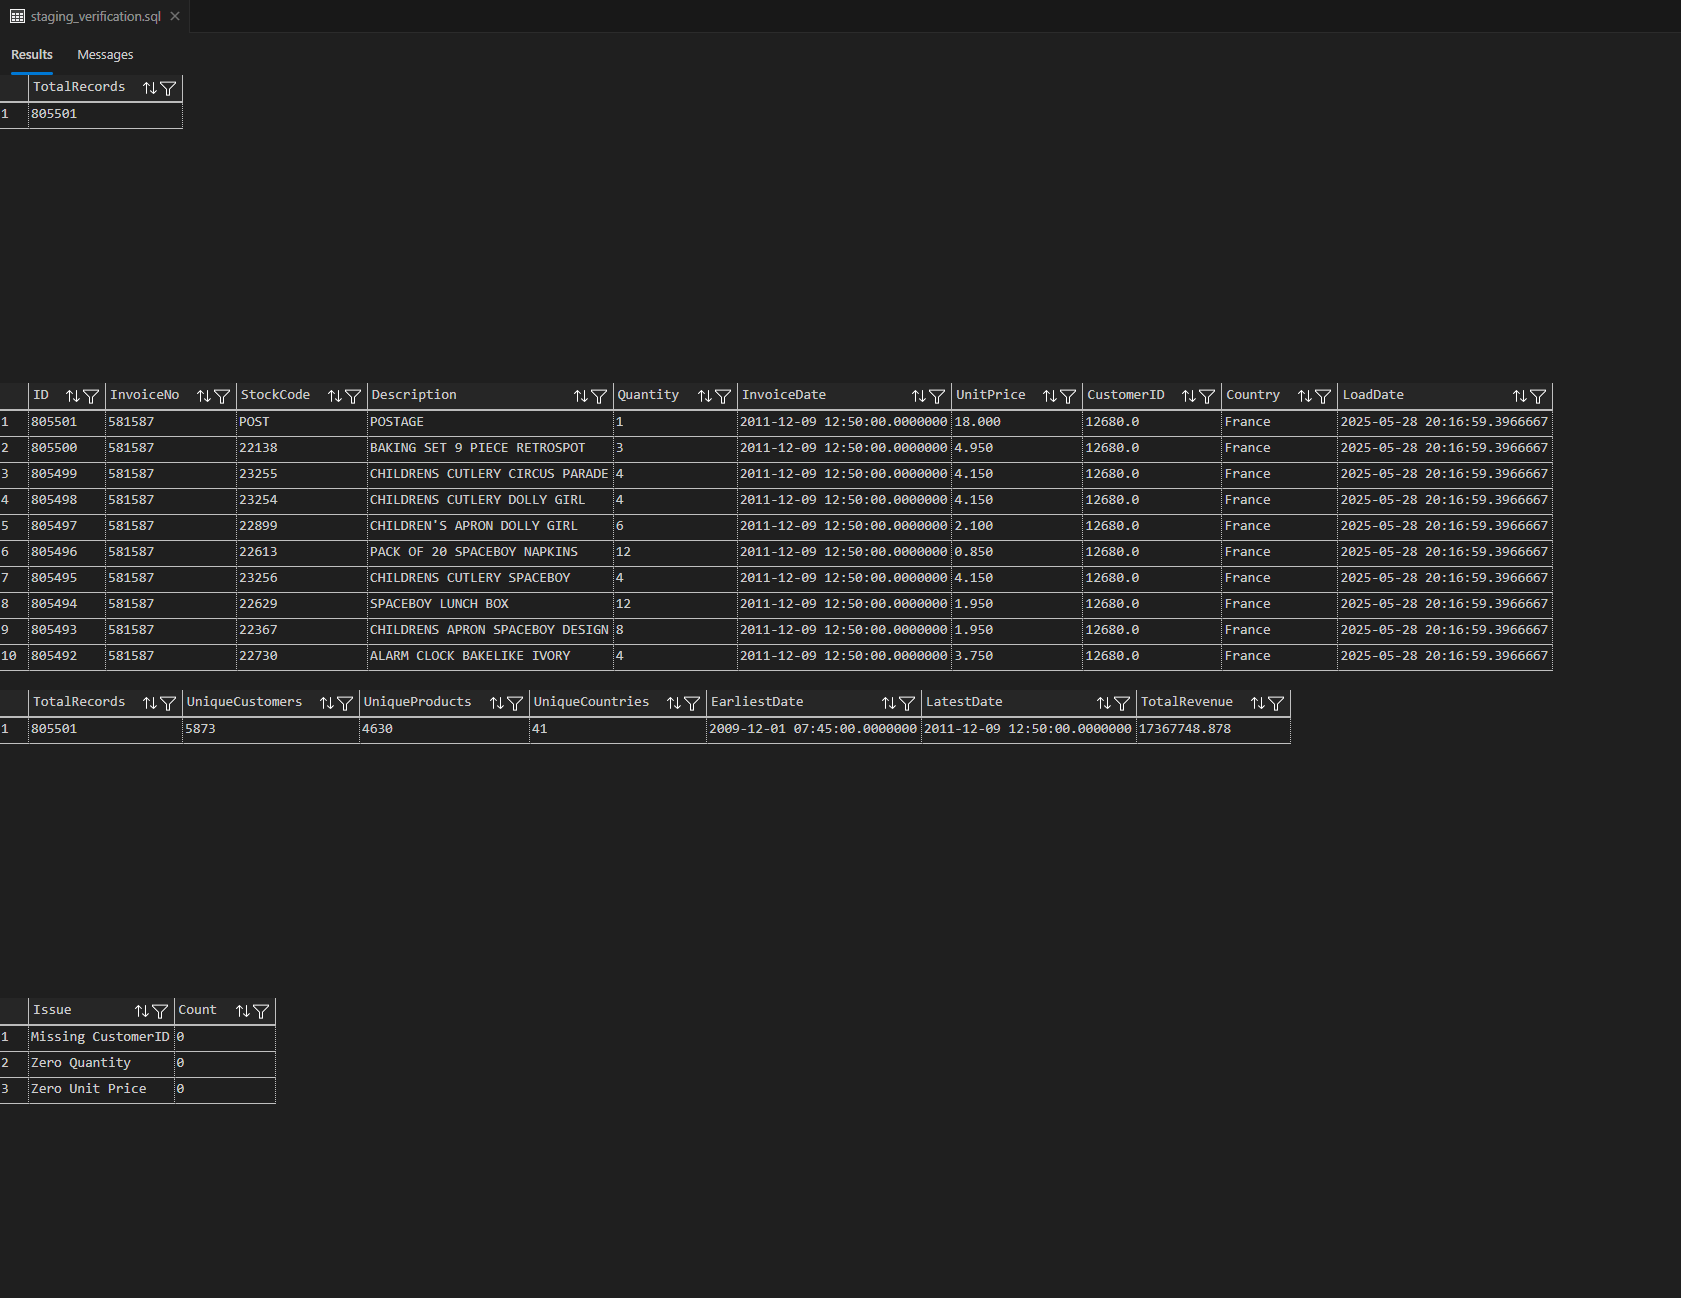 staging_verification.sql
Results Messages
TotalRecords
1 805501
ID InvoiceNo StockCode Description Quantity InvoiceDate UnitPrice CustomerID Country LoadDate
1 805501 581587 POST POSTAGE 1 2011-12-09 12:50:00.0000000 18.000 12680.0 France 2025-05-28 20:16:59.3966667
2 805500 581587 22138 BAKING SET 9 PIECE RETROSPOT 3 2011-12-09 12:50:00.0000000 4.950 12680.0 France 2025-05-28 20:16:59.3966667
3 805499 581587 23255 CHILDRENS CUTLERY CIRCUS PARADE 4 2011-12-09 12:50:00.0000000 4.150 12680.0 France 2025-05-28 20:16:59.3966667
4 805498 581587 23254 CHILDRENS CUTLERY DOLLY GIRL 4 2011-12-09 12:50:00.0000000 4.150 12680.0 France 2025-05-28 20:16:59.3966667
5 805497 581587 22899 CHILDREN'S APRON DOLLY GIRL 6 2011-12-09 12:50:00.0000000 2.100 12680.0 France 2025-05-28 20:16:59.3966667
6 805496 581587 22613 PACK OF 20 SPACEBOY NAPKINS 12 2011-12-09 12:50:00.0000000 0.850 12680.0 France 2025-05-28 20:16:59.3966667
7 805495 581587 23256 CHILDRENS CUTLERY SPACEBOY 4 2011-12-09 12:50:00.0000000 4.150 12680.0 France 2025-05-28 20:16:59.3966667
8 805494 581587 22629 SPACEBOY LUNCH BOX 12 2011-12-09 12:50:00.0000000 1.950 12680.0 France 2025-05-28 20:16:59.3966667
9 805493 581587 22367 CHILDRENS APRON SPACEBOY DESIGN 8 2011-12-09 12:50:00.0000000 1.950 12680.0 France 2025-05-28 20:16:59.3966667
10 805492 581587 22730 ALARM CLOCK BAKELIKE IVORY 4 2011-12-09 12:50:00.0000000 3.750 12680.0 France 2025-05-28 20:16:59.3966667
TotalRecords UniqueCustomers UniqueProducts UniqueCountries EarliestDate LatestDate TotalRevenue
1 805501 5873 4630 41 2009-12-01 07:45:00.0000000 2011-12-09 12:50:00.0000000 17367748.878
Issue Count
1 Missing CustomerID 0
2 Zero Quantity 0
3 Zero Unit Price 0